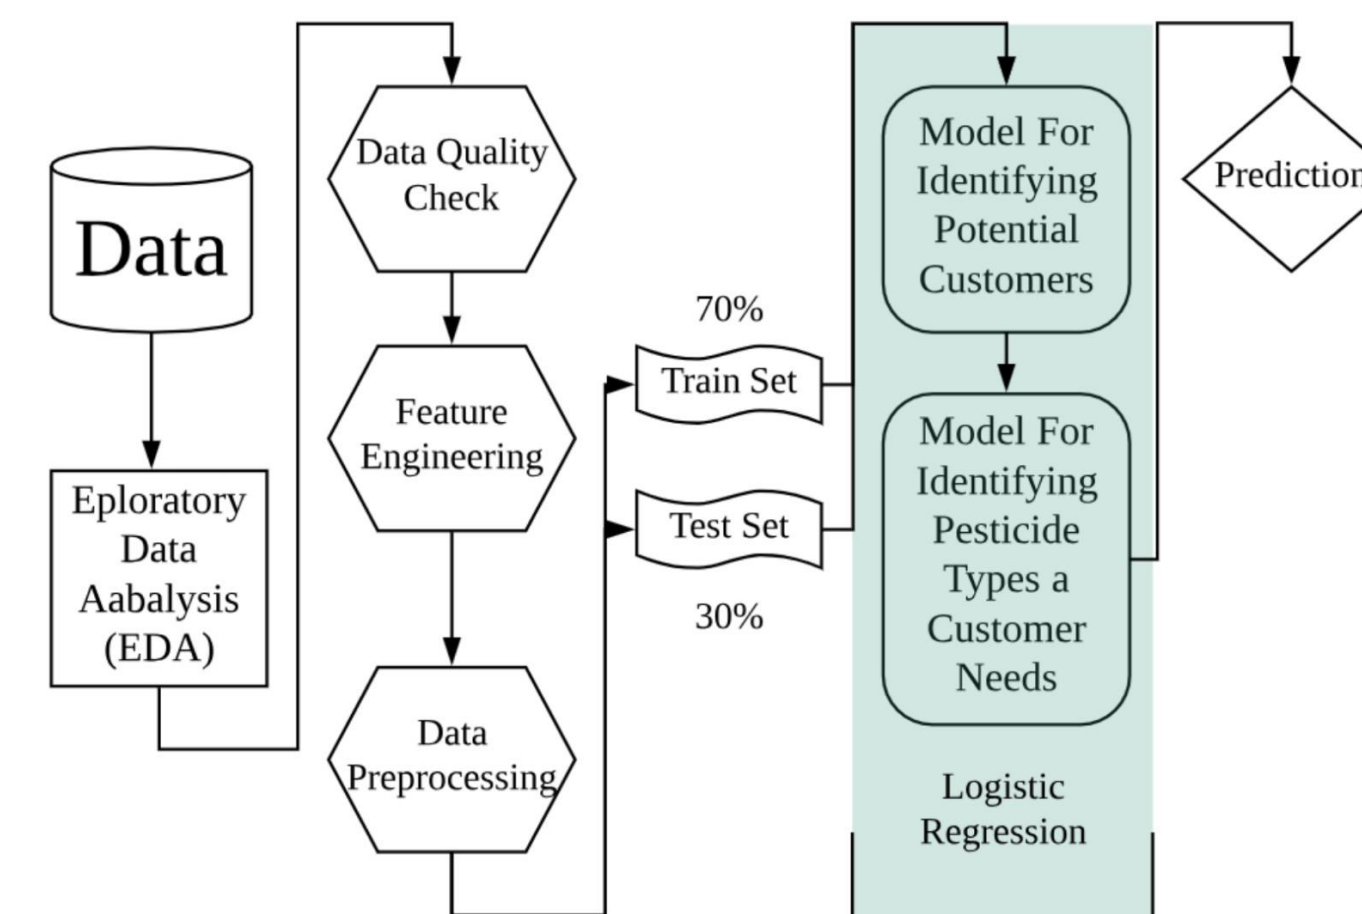 Data
Eploratory
Data
Aabalysis
(EDA)
Data Quality
Check
Feature
Engineering
Data
Preprocessing
70%
Train Set
Test Set
30%
Model For
Identifying
Potential
Customers
Model For
Identifying
Pesticide
Types a
Customer
Needs
Logistic
Regression
Prediction